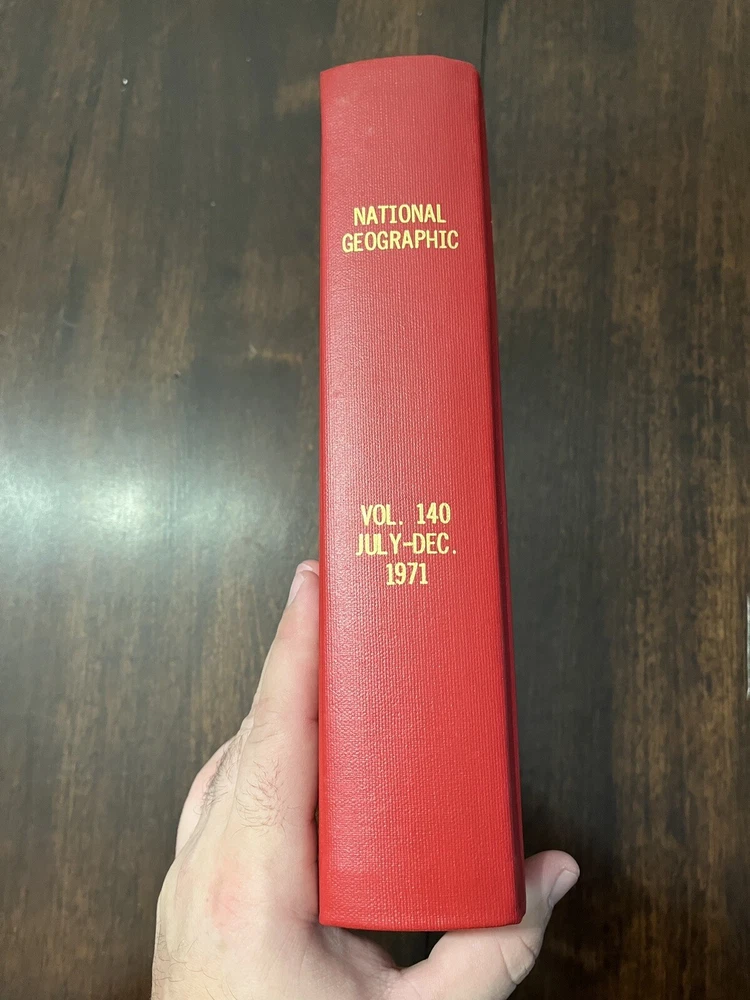 NATIONAL
GEOGRAPHIC
VOL. 140
JULY-DEC.
1971